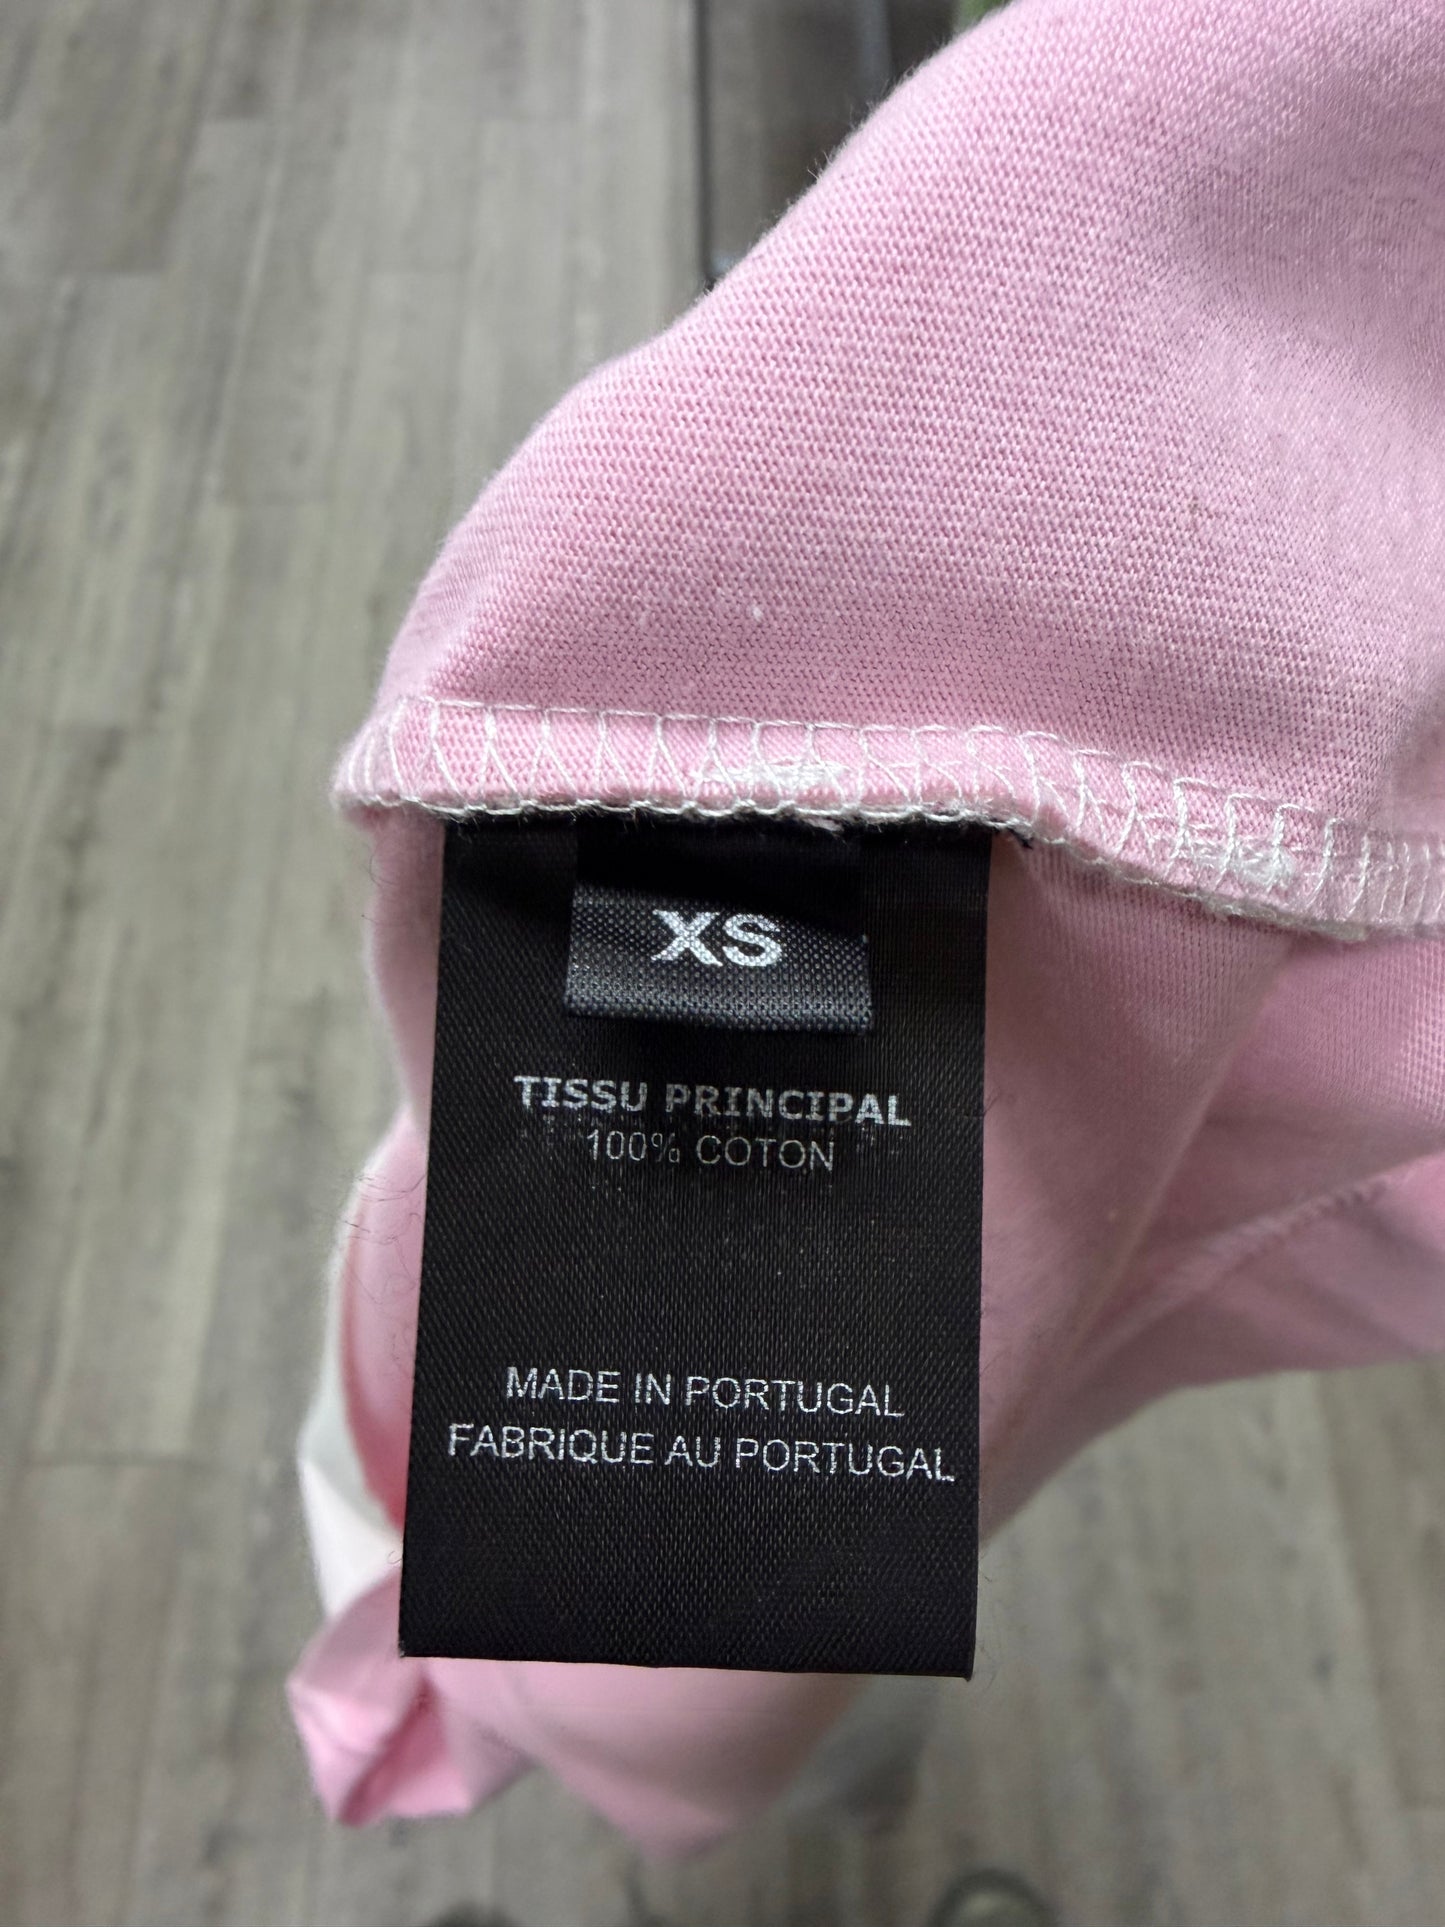 XS
TISSU PRINCIPAL
100% COTON
MADE IN PORTUGAL
FABRIQUE AU PORTUGAL